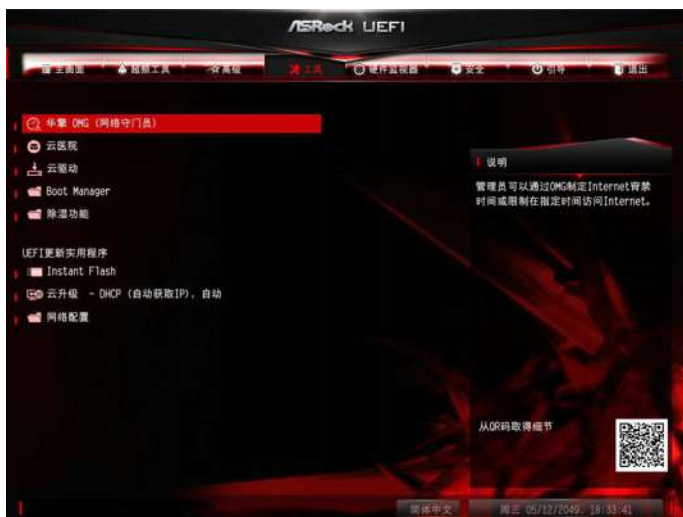 ASRock UEFI
主画面
超频工具
高级
工具
硬件监视器
安全
引导
退出
华擎 OMG (网络守门员)
云医院
云驱动
Boot Manager
除湿功能
UEFI更新实用程序
Instant Flash
云升级 - DHCP (自动获取IP), 自动
网络配置
说明
管理员可以通过OMG制定Internet宵禁
时间或限制在指定时间访问Internet。
从QR码取得细节
简体中文
周三 05/12/2049, 18:33:41